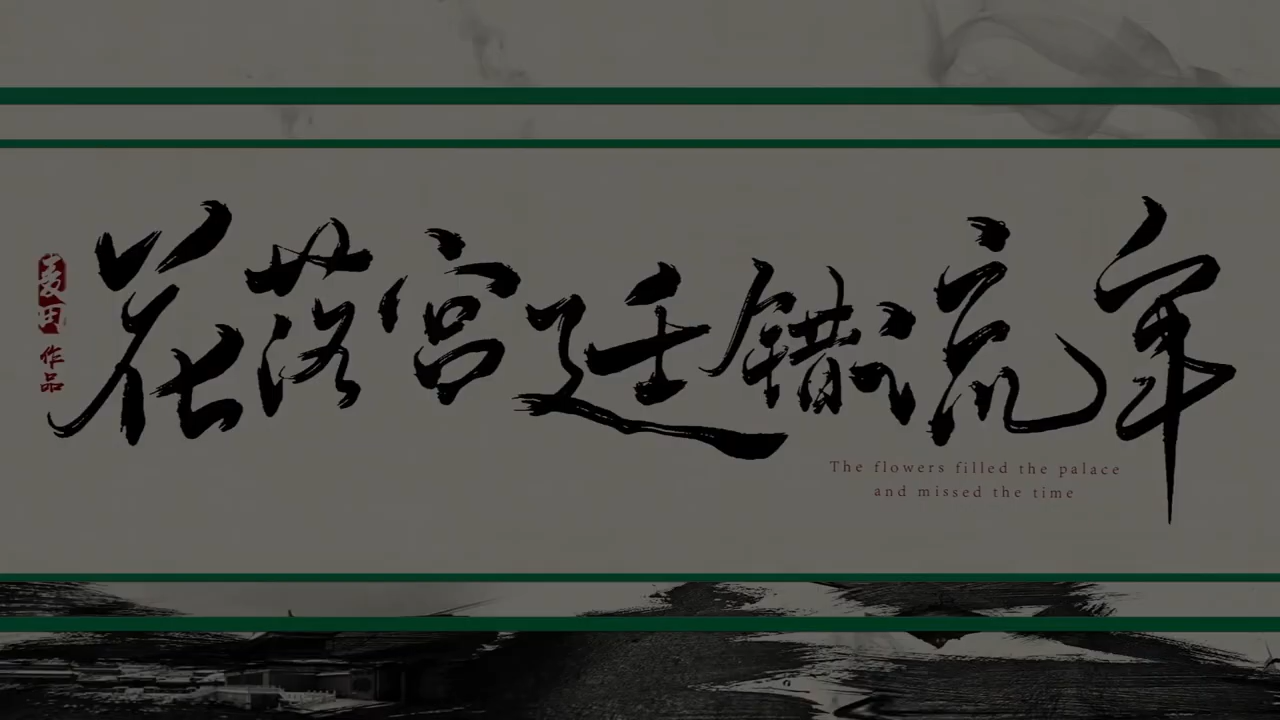 花落宫廷错流年
麦田
作品
The flowers filled the palace
and missed the time